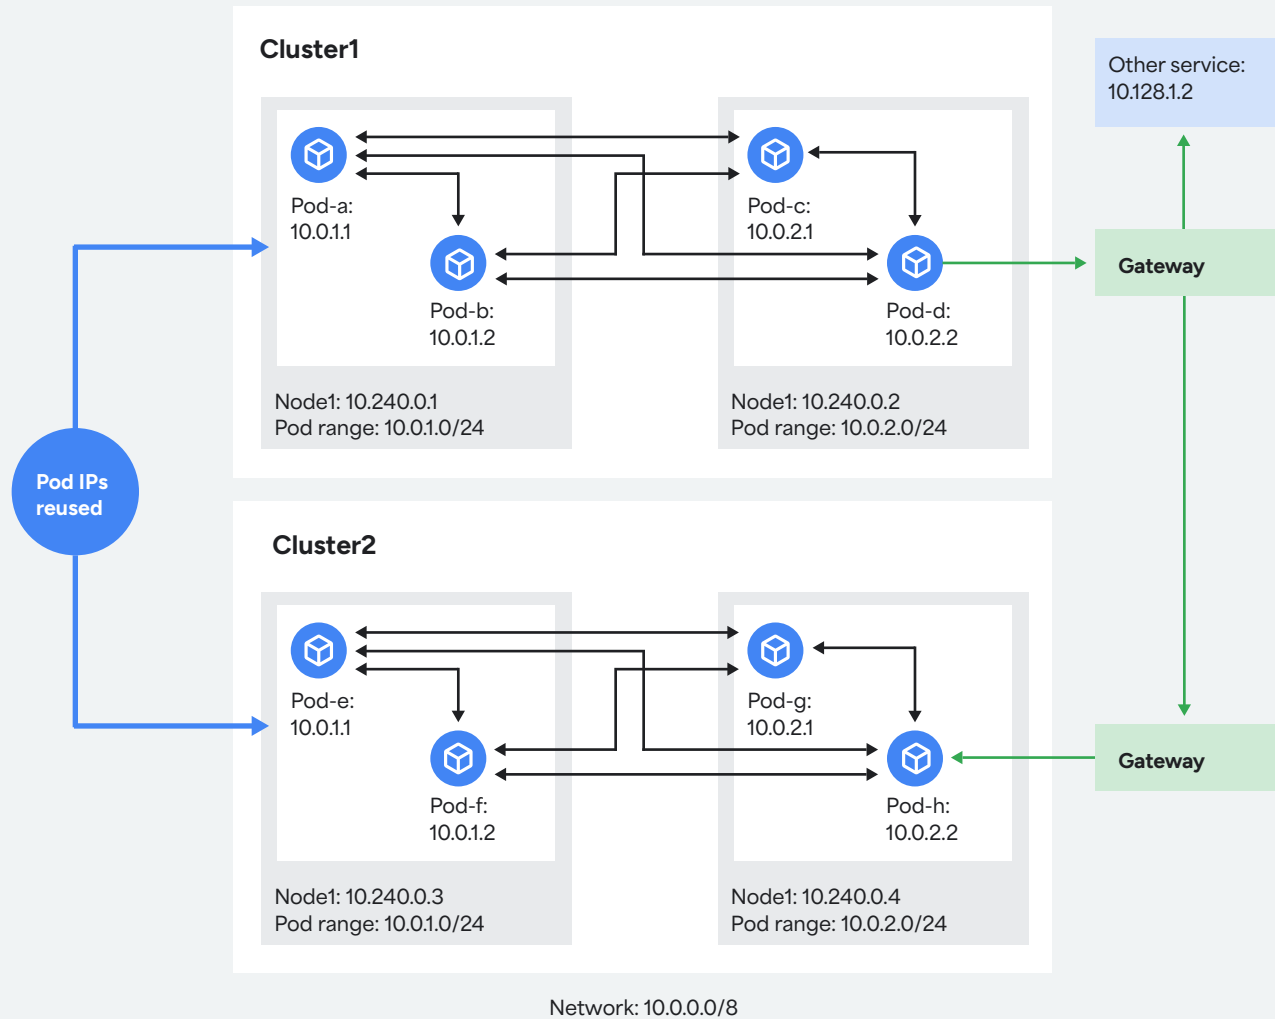 Cluster1
Other service:
10.128.1.2
Pod-a:
10.0.1.1
Pod-c:
10.0.2.1
Pod-b:
10.0.1.2
Pod-d:
10.0.2.2
Gateway
Node1: 10.240.0.1
Pod range: 10.0.1.0/24
Node1: 10.240.0.2
Pod range: 10.0.2.0/24
Pod IPs
reused
Cluster2
Pod-e:
10.0.1.1
Pod-g:
10.0.2.1
Pod-f:
10.0.1.2
Pod-h:
10.0.2.2
Gateway
Node1: 10.240.0.3
Pod range: 10.0.1.0/24
Node1: 10.240.0.4
Pod range: 10.0.2.0/24
Network: 10.0.0.0/8